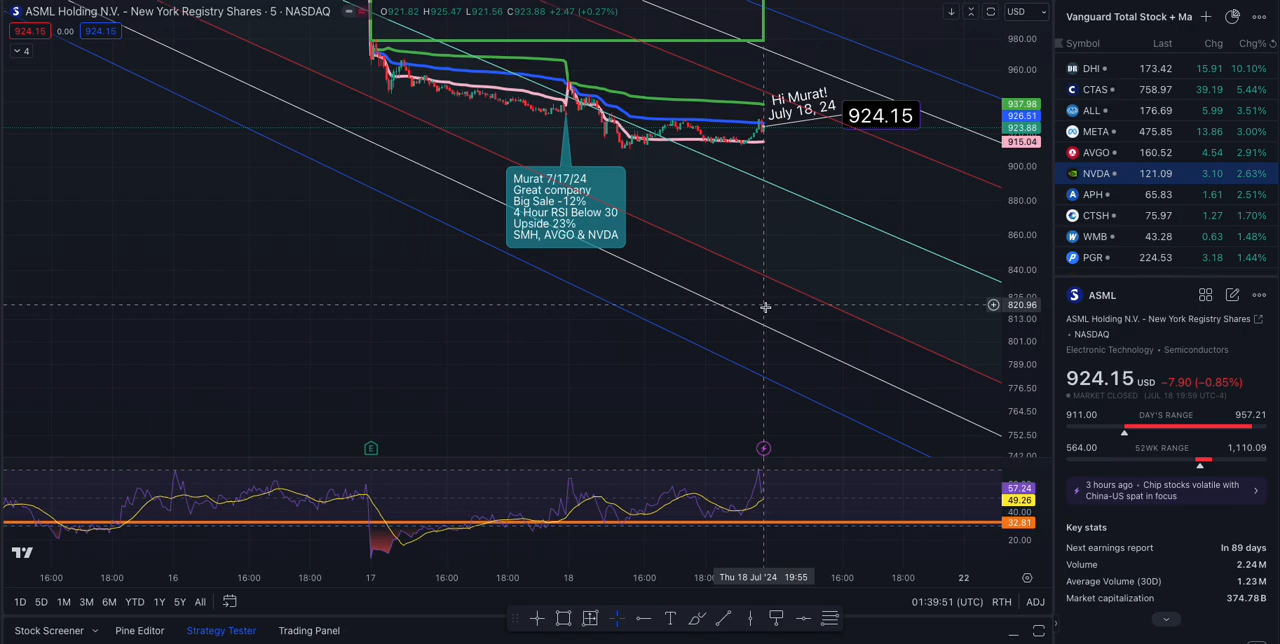 ASML Holding N.V. - New York Registry Shares · 5 · NASDAQ
O921.82 H925.47 L921.56 C923.88 +2.47 (+0.27%)
924.15 0.00 924.15
4
USD
980.00
960.00
937.98
926.51
923.88
915.04
900.00
880.00
860.00
840.00
820.96
813.00
801.00
789.00
776.50
764.50
752.50
742.00
Hi Murat!
July 18, 24
924.15
Murat 7/17/24
Great company
Big Sale -12%
4 Hour RSI Below 30
Upside 23%
SMH, AVGO & NVDA
E
57.24
49.26
40.00
32.81
20.00
16:00 18:00 16 16:00 18:00 17 16:00 18:00 18 16:00 18:0 Thu 18 Jul '24 19:55 16:00 18:00 22
1D 5D 1M 3M 6M YTD 1Y 5Y All
01:39:51 (UTC) RTH ADJ
Stock Screener Pine Editor Strategy Tester Trading Panel
Vanguard Total Stock + Ma
Symbol Last Chg Chg%
DHI 173.42 15.91 10.10%
CTAS 758.97 39.19 5.44%
ALL 176.69 5.99 3.51%
META 475.85 13.86 3.00%
AVGO 160.52 4.54 2.91%
NVDA 121.09 3.10 2.63%
APH 65.83 1.61 2.51%
CTSH 75.97 1.27 1.70%
WMB 43.28 0.63 1.48%
PGR 224.53 3.18 1.44%
ASML
ASML Holding N.V. - New York Registry Shares
• NASDAQ
Electronic Technology • Semiconductors
924.15 USD −7.90 (−0.85%)
MARKET CLOSED (JUL 18 19:59 UTC-4)
911.00 DAY'S RANGE 957.21
564.00 52WK RANGE 1,110.09
3 hours ago • Chip stocks volatile with
China-US spat in focus
Key stats
Next earnings report In 89 days
Volume 2.24 M
Average Volume (30D) 1.23 M
Market capitalization 374.78 B